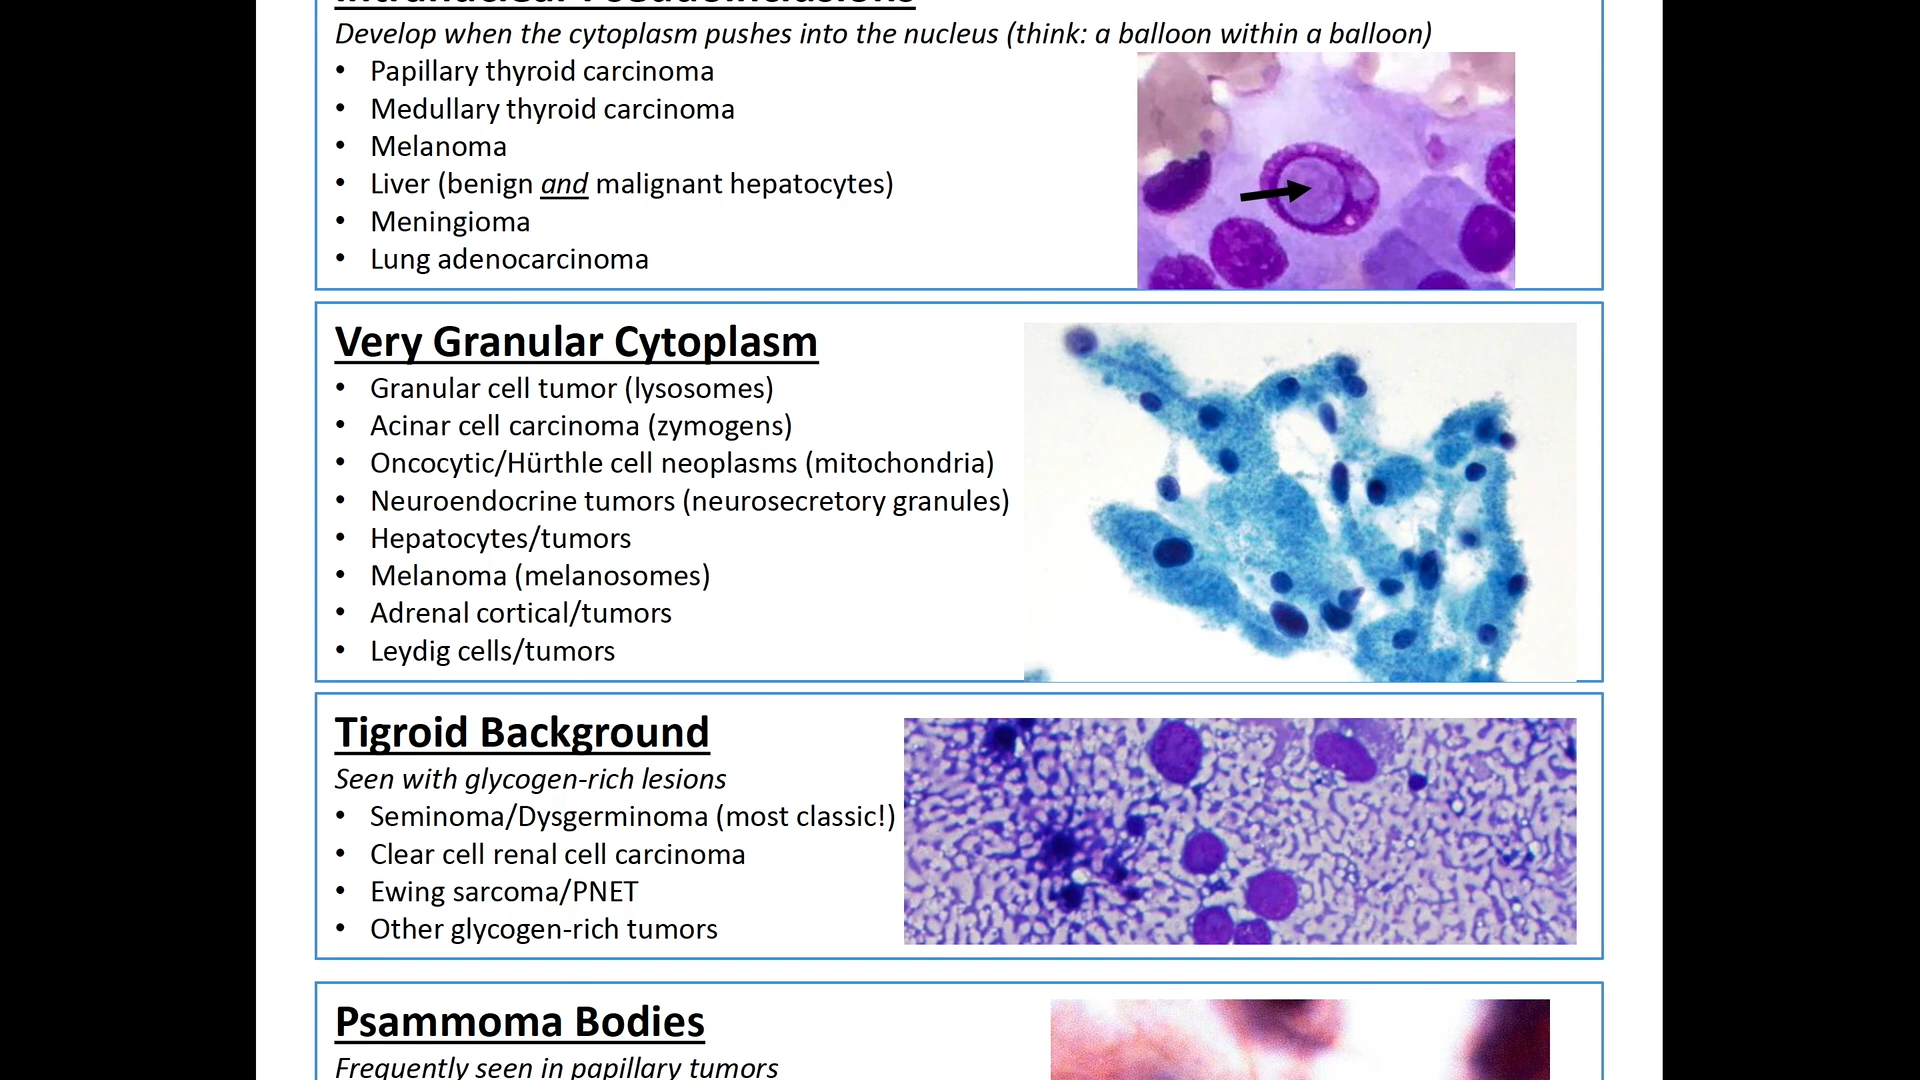 Intranuclear Pseudoinclusions
Develop when the cytoplasm pushes into the nucleus (think: a balloon within a balloon)
• Papillary thyroid carcinoma
• Medullary thyroid carcinoma
• Melanoma
• Liver (benign and malignant hepatocytes)
• Meningioma
• Lung adenocarcinoma
Very Granular Cytoplasm
• Granular cell tumor (lysosomes)
• Acinar cell carcinoma (zymogens)
• Oncocytic/Hürthle cell neoplasms (mitochondria)
• Neuroendocrine tumors (neurosecretory granules)
• Hepatocytes/tumors
• Melanoma (melanosomes)
• Adrenal cortical/tumors
• Leydig cells/tumors
Tigroid Background
Seen with glycogen-rich lesions
• Seminoma/Dysgerminoma (most classic!)
• Clear cell renal cell carcinoma
• Ewing sarcoma/PNET
• Other glycogen-rich tumors
Psammoma Bodies
Frequently seen in papillary tumors